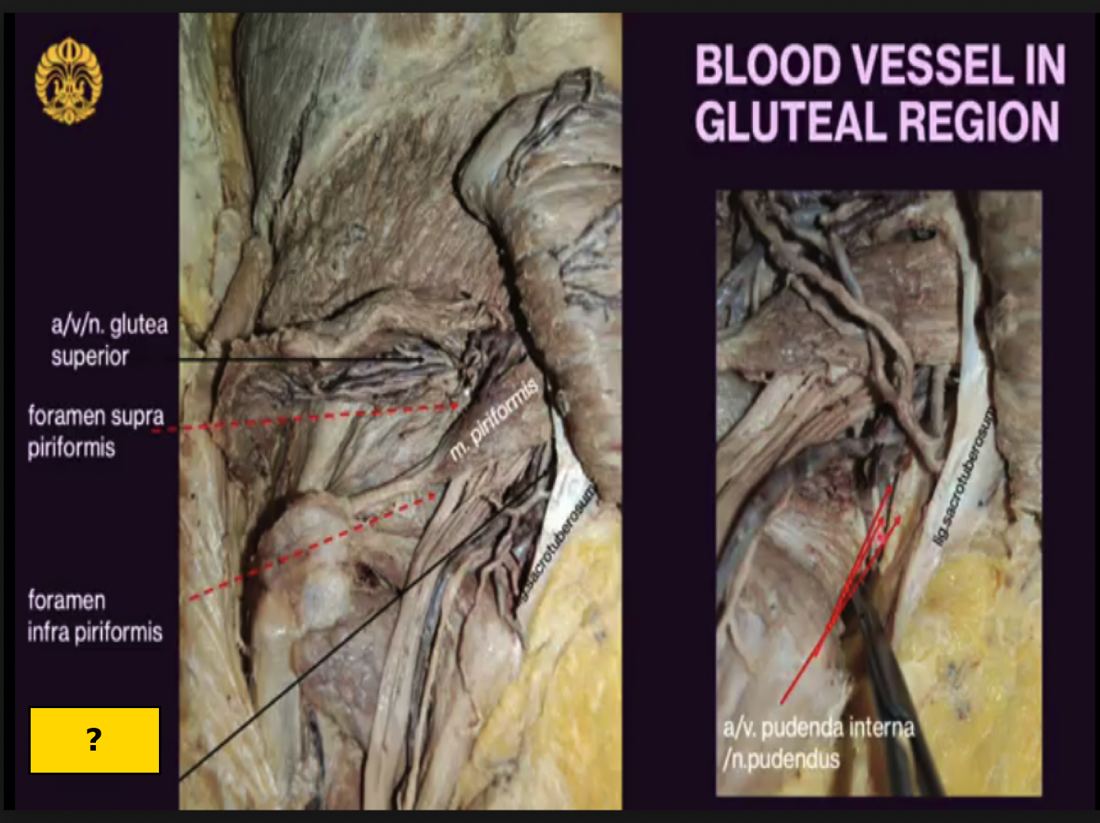 BLOOD VESSEL IN
GLUTEAL REGION
a/v/n. glutea
superior
foramen supra
piriformis
foramen
infra piriformis
?
m. piriformis
g.sacrotuberosum
lig.sacrotuberosum
a/v. pudenda interna
/n.pudendus